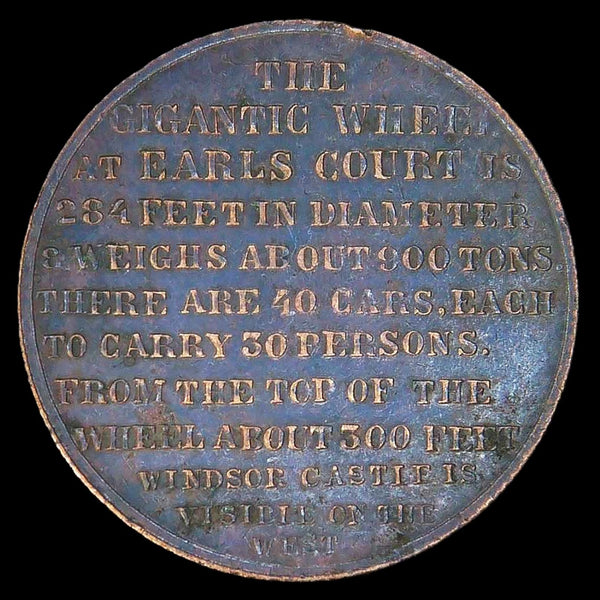 THE
GIGANTIC WHEEL
AT EARLS COURT IS
284 FEET IN DIAMETER
& WEIGHS ABOUT 900 TONS.
THERE ARE 40 CARS, EACH
TO CARRY 30 PERSONS.
FROM THE TOP OF THE
WHEEL ABOUT 300 FEET
WINDSOR CASTLE IS
VISIBLE ON THE
WEST